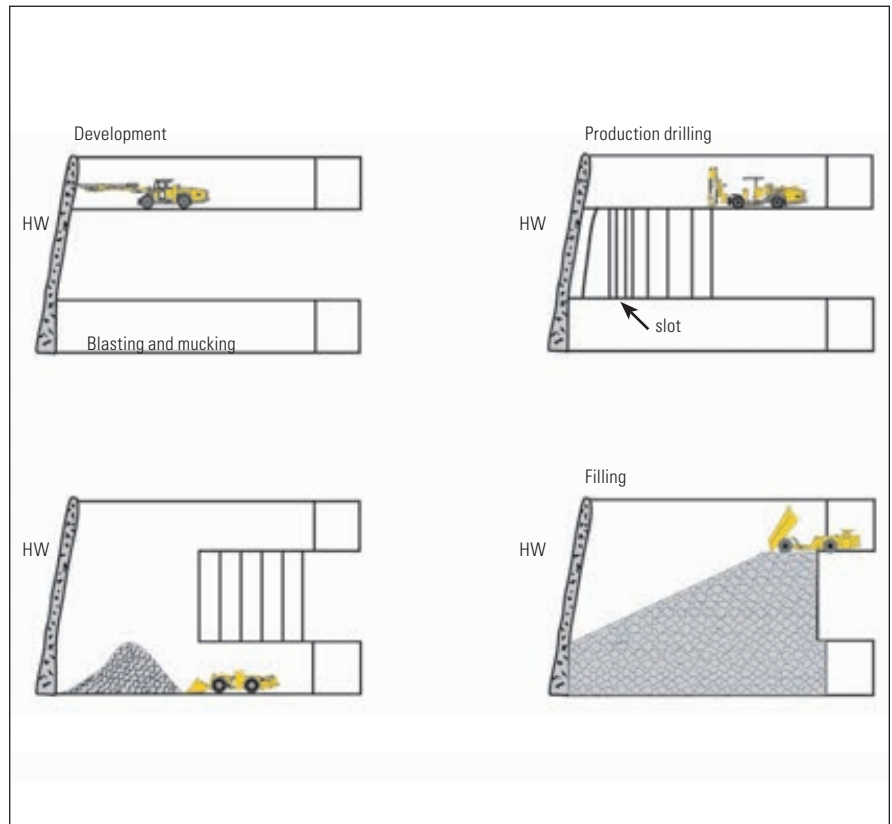 Development
Production drilling
HW
HW
slot
Blasting and mucking
Filling
HW
HW